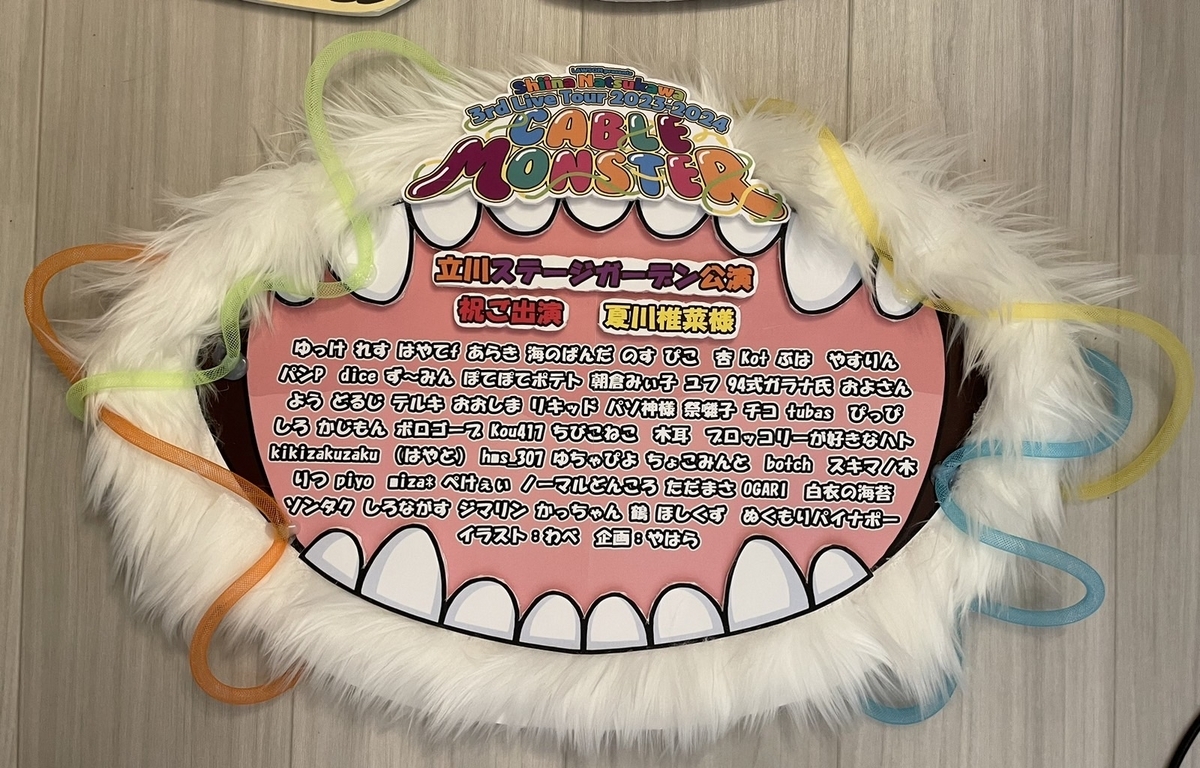 Shiina Natsukawa
3rd Live Tour 2023-2024
CABLE
MONSTER
立川ステージガーデン公演
祝ご出演 夏川椎菜様
ゆっけ れす はやてf あらき 海のぱんだ のす ぴこ 杏 Kot ぶは やすりん
パンP dice ず〜みん ぽてぽてポテト 朝倉みぃ子 ユフ 94式ガラナ氏 およさん
よう どるじ テルキ おおしま リキッド パソ神様 祭囃子 チコ tubas ぴっぴ
しろ かじもん ボロゴーブ Kou417 ちびこねこ 木耳 ブロッコリーが好きなハト
kikizakuzaku (はやと) hms_307 ゆちゃぴよ ちょこみんと botch スキマノ木
りつ piyo miza* ぺけぇぃ ノーマルどんころ ただまさ OGARI 白衣の海苔
ソンタク しろながす ジマリン かっちゃん 鶴 ほしくず ぬくもりパイナポー
イラスト:わべ 企画:やはら